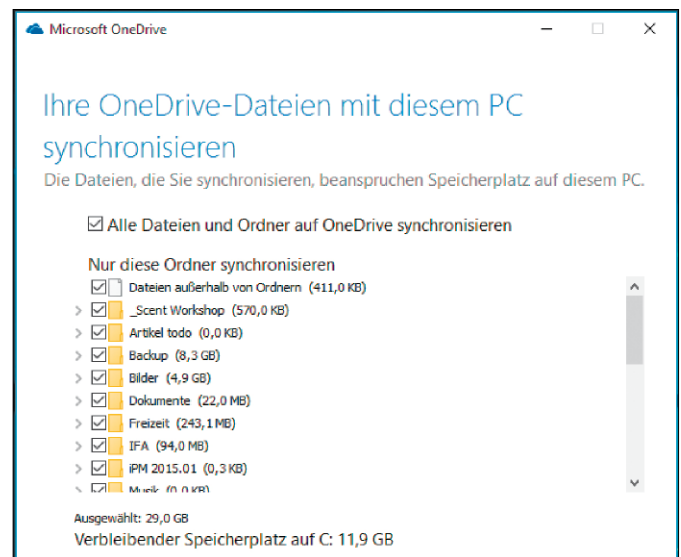 Microsoft OneDrive
Ihre OneDrive-Dateien mit diesem PC
synchronisieren
Die Dateien, die Sie synchronisieren, beanspruchen Speicherplatz auf diesem PC.
Alle Dateien und Ordner auf OneDrive synchronisieren
Nur diese Ordner synchronisieren
Dateien außerhalb von Ordnern (411,0 KB)
_Scent Workshop (570,0 KB)
Artikel todo (0,0 KB)
Backup (8,3 GB)
Bilder (4,9 GB)
Dokumente (22,0 MB)
Freizeit (243,1 MB)
IFA (94,0 MB)
iPM 2015.01 (0,3 KB)
Musik (0,0 KB)
Ausgewählt: 29,0 GB
Verbleibender Speicherplatz auf C: 11,9 GB